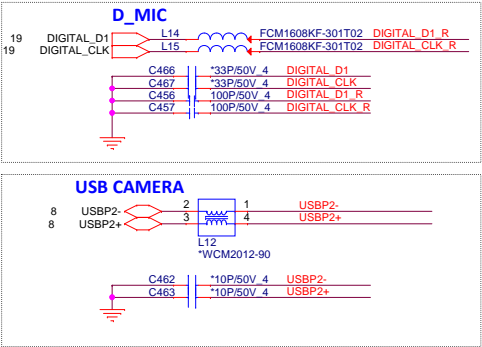 D_MIC
19 DIGITAL_D1 L14 FCM1608KF-301T02 DIGITAL_D1_R
19 DIGITAL_CLK L15 FCM1608KF-301T02 DIGITAL_CLK_R
C466 *33P/50V_4 DIGITAL_D1
C467 *33P/50V_4 DIGITAL_CLK
C456 100P/50V_4 DIGITAL_D1_R
C457 100P/50V_4 DIGITAL_CLK_R
USB CAMERA
8 USBP2- 2 1 USBP2-
8 USBP2+ 3 4 USBP2+
L12
*WCM2012-90
C462 *10P/50V_4 USBP2-
C463 *10P/50V_4 USBP2+